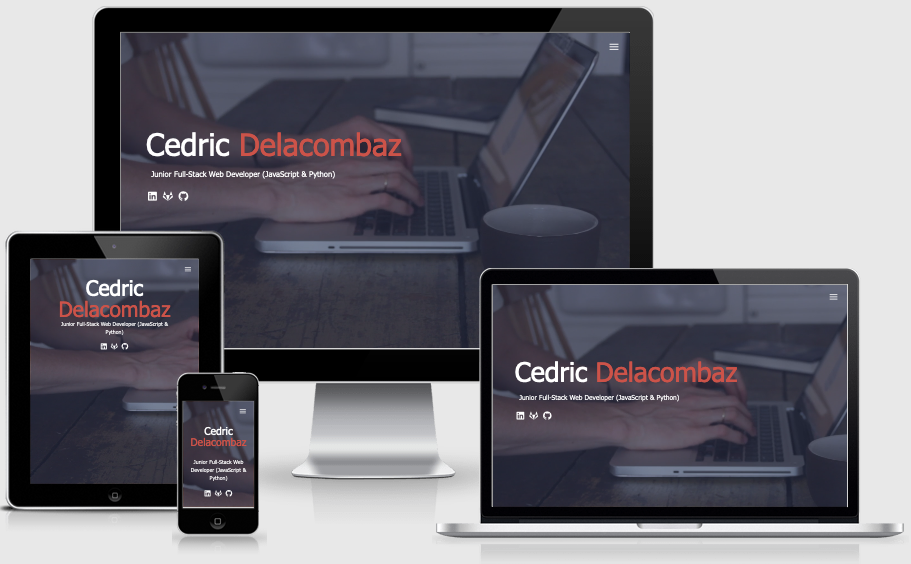 Cedric Delacombaz
Junior Full-Stack Web Developer (JavaScript & Python)
Cedric
Delacombaz
Junior Full-Stack Web Developer (JavaScript &
Python)
Cedric
Delacombaz
Junior Full-Stack Web
Developer (JavaScript &
Python)
Cedric Delacombaz
Junior Full-Stack Web Developer (JavaScript & Python)